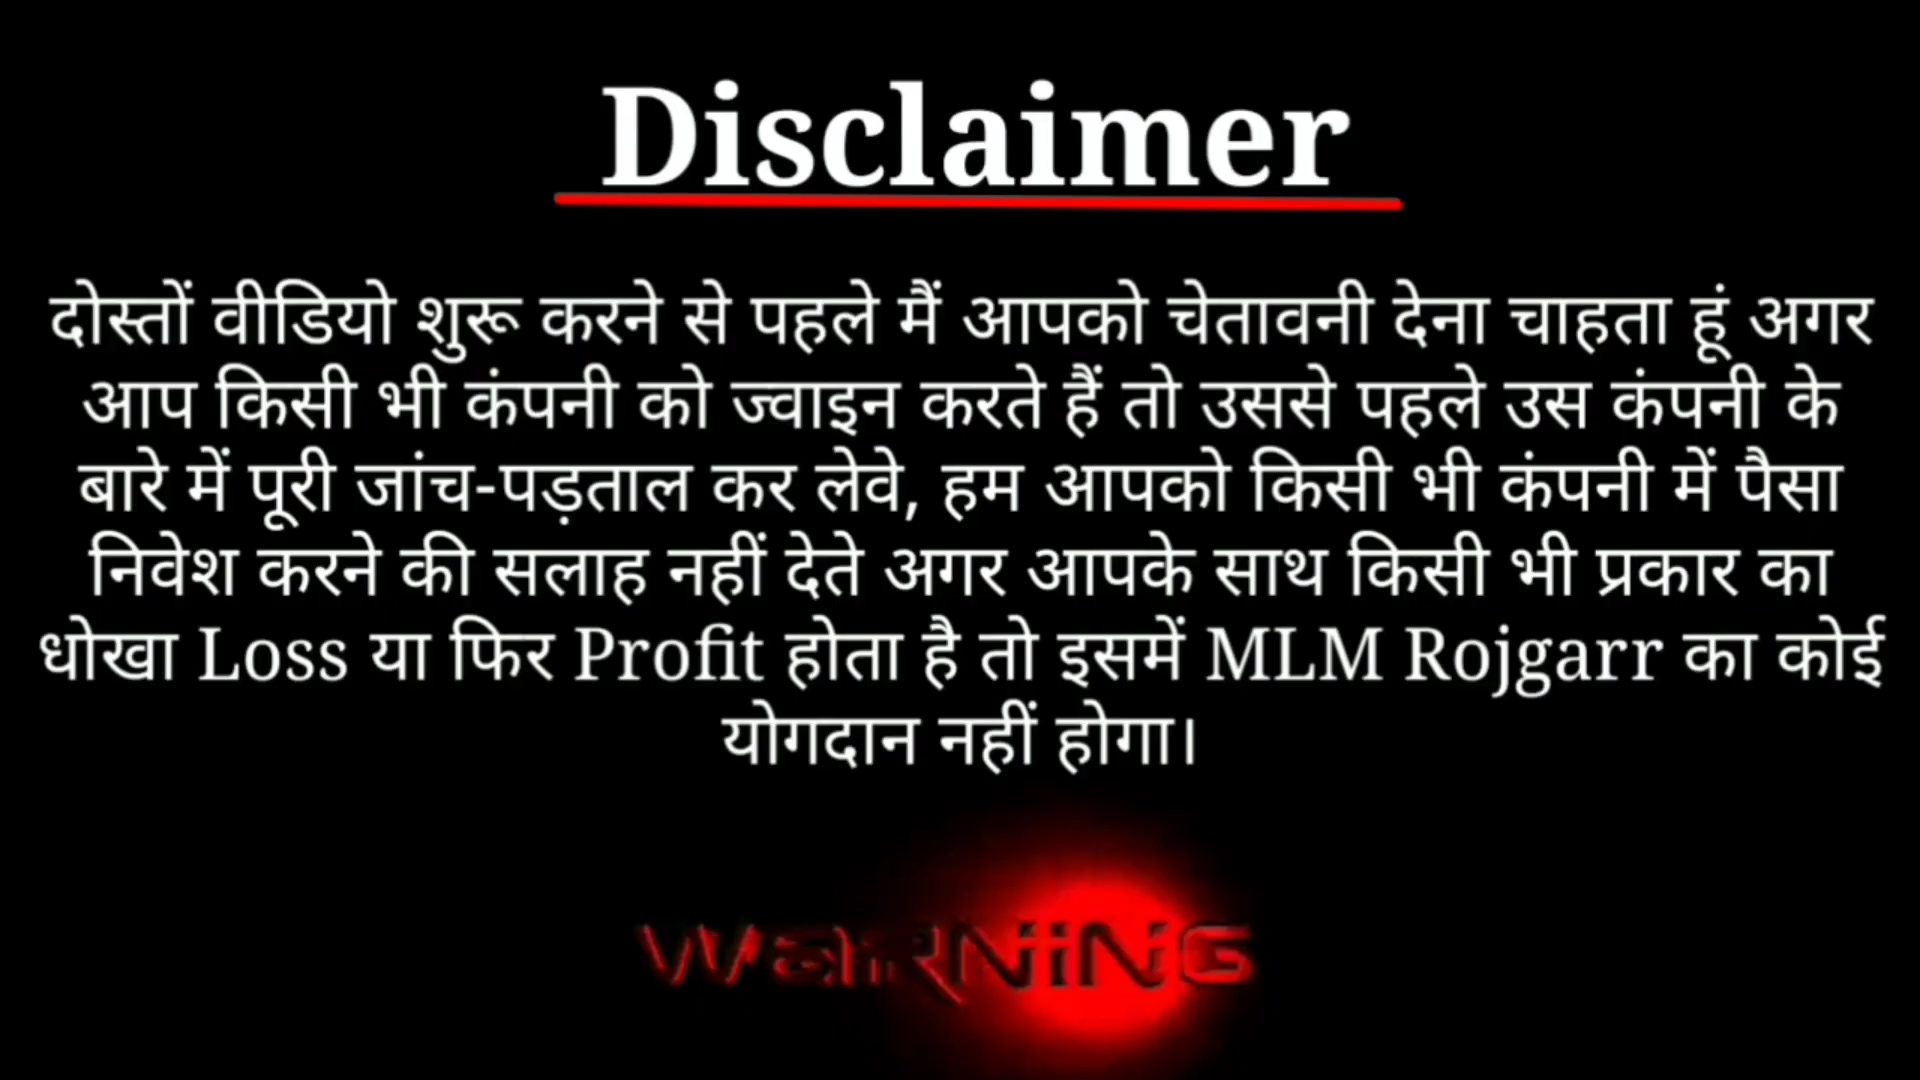 Disclaimer
दोस्तों वीडियो शुरू करने से पहले मैं आपको चेतावनी देना चाहता हूं अगर
आप किसी भी कंपनी को ज्वाइन करते हैं तो उससे पहले उस कंपनी के
बारे में पूरी जांच-पड़ताल कर लेवे, हम आपको किसी भी कंपनी में पैसा
निवेश करने की सलाह नहीं देते अगर आपके साथ किसी भी प्रकार का
धोखा Loss या फिर Profit होता है तो इसमें MLM Rojgarr का कोई
योगदान नहीं होगा।
WaRNiNG